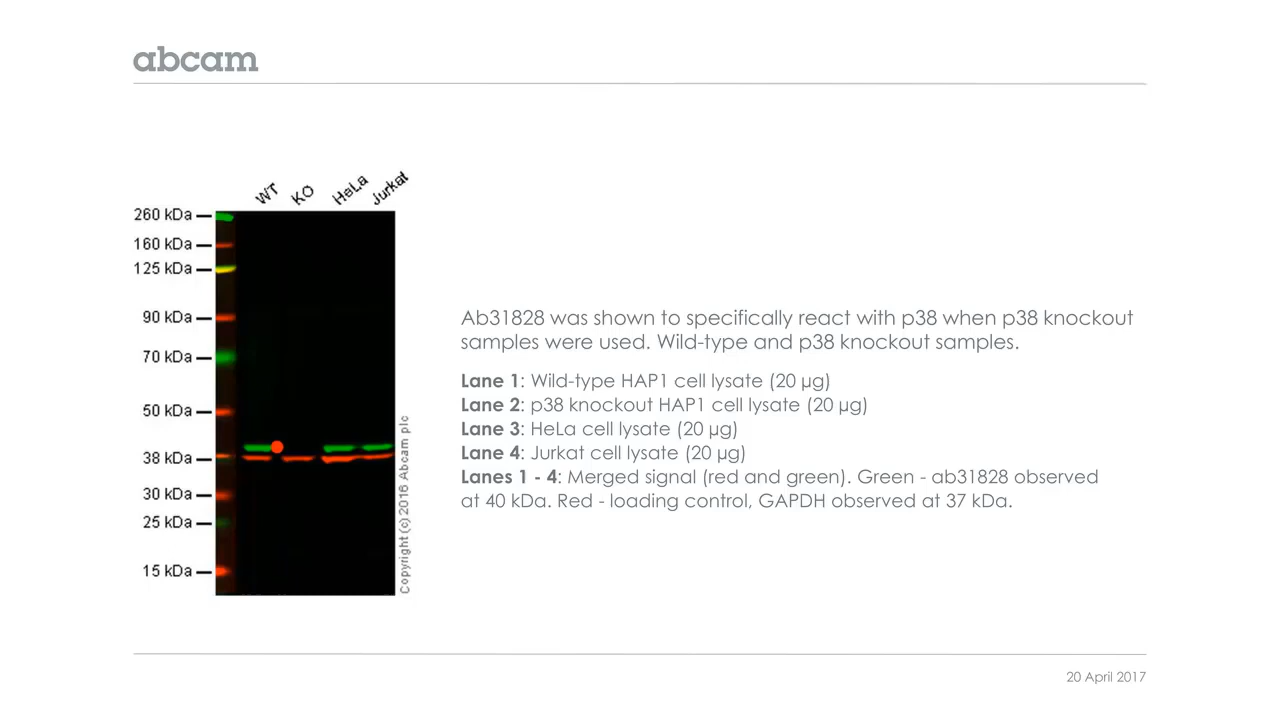 abcam
WT KO HeLa Jurkat
260 kDa
160 kDa
125 kDa
90 kDa
70 kDa
50 kDa
38 kDa
30 kDa
25 kDa
15 kDa
Copyright (c) 2016 Abcam plc
Ab31828 was shown to specifically react with p38 when p38 knockout
samples were used. Wild-type and p38 knockout samples.
Lane 1: Wild-type HAP1 cell lysate (20 µg)
Lane 2: p38 knockout HAP1 cell lysate (20 µg)
Lane 3: HeLa cell lysate (20 µg)
Lane 4: Jurkat cell lysate (20 µg)
Lanes 1 - 4: Merged signal (red and green). Green - ab31828 observed
at 40 kDa. Red - loading control, GAPDH observed at 37 kDa.
20 April 2017